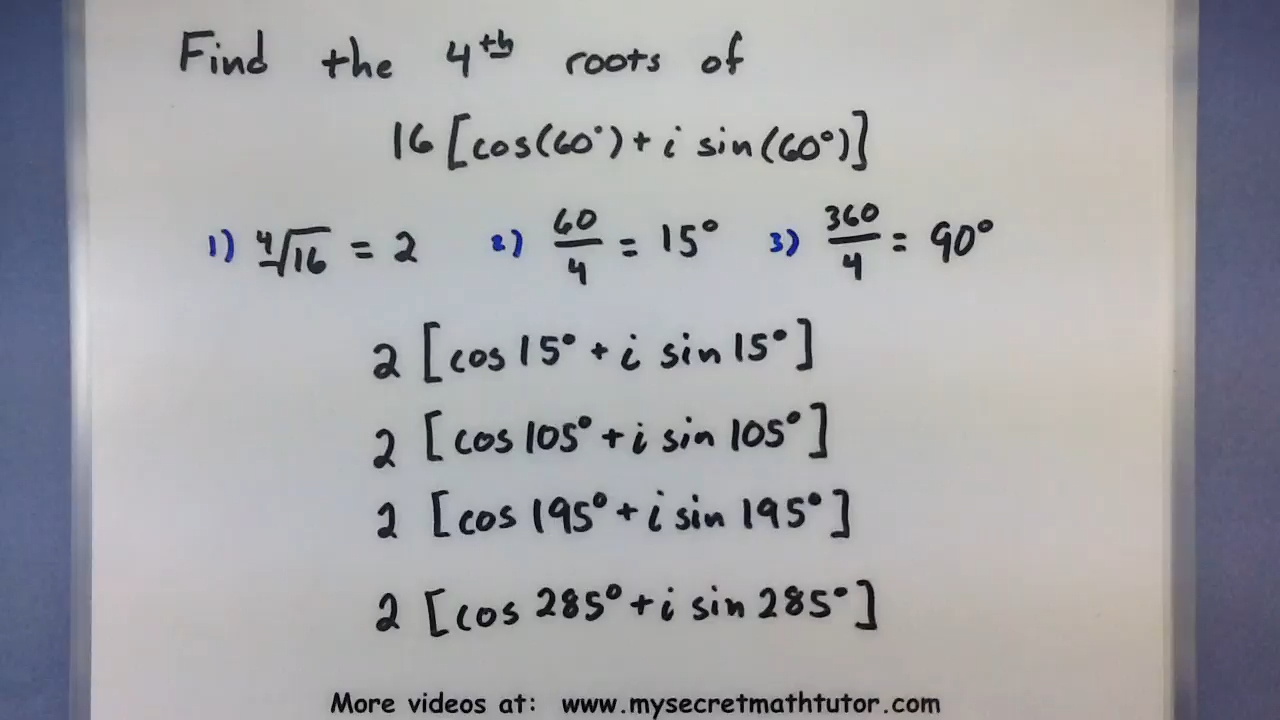 Find the 4th roots of
16 [cos(60°) + i sin(60°)]
1) ∜16 = 2 2) 60/4 = 15° 3) 360/4 = 90°
2 [cos 15° + i sin 15°]
2 [cos 105° + i sin 105°]
2 [cos 195° + i sin 195°]
2 [cos 285° + i sin 285°]
More videos at: www.mysecretmathtutor.com